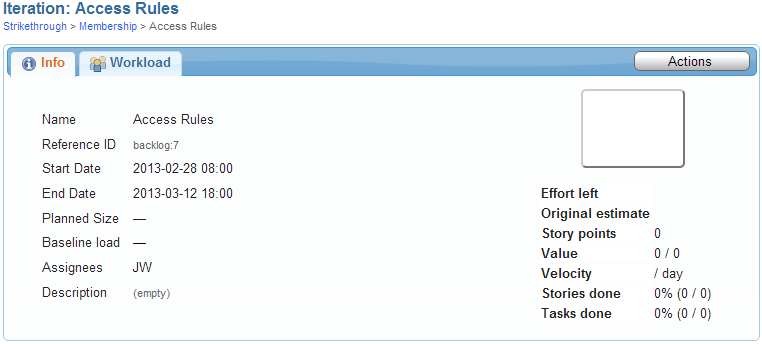 Iteration: Access Rules
Strikethrough > Membership > Access Rules
Info
Workload
Actions
Name Access Rules
Reference ID backlog:7
Start Date 2013-02-28 08:00
End Date 2013-03-12 18:00
Planned Size —
Baseline load —
Assignees JW
Description (empty)
Effort left
Original estimate
Story points 0
Value 0 / 0
Velocity / day
Stories done 0% (0 / 0)
Tasks done 0% (0 / 0)